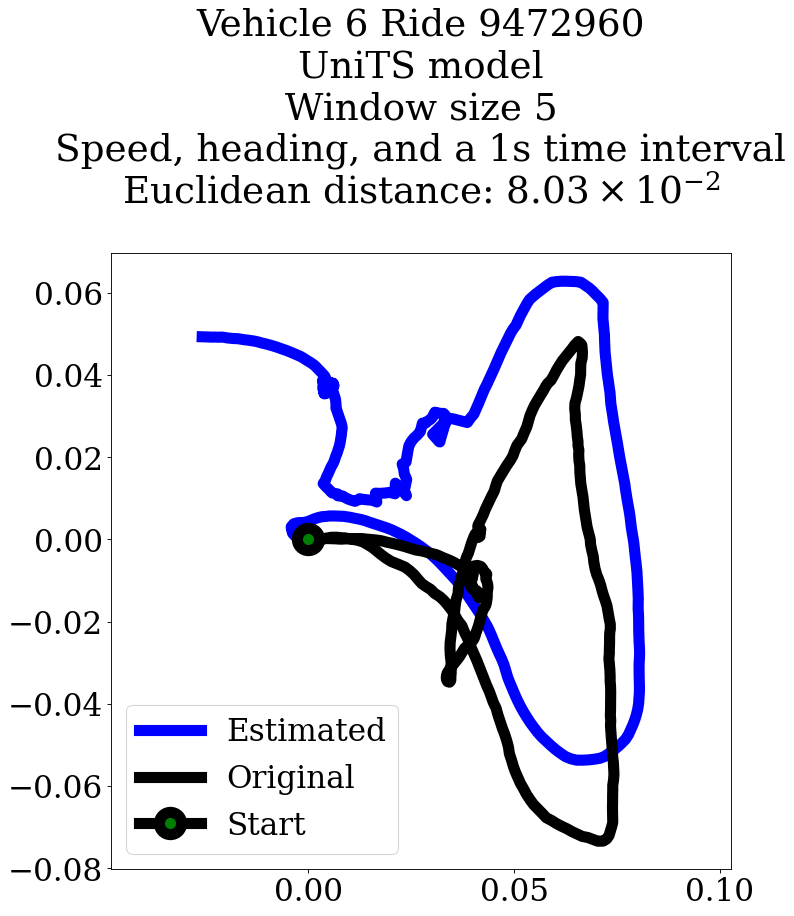 Vehicle 6 Ride 9472960
UniTS model
Window size 5
Speed, heading, and a 1s time interval
Euclidean distance: 8.03 × 10⁻²
0.06
0.04
0.02
0.00
−0.02
−0.04
−0.06
−0.08
Estimated
Original
Start
0.00 0.05 0.10